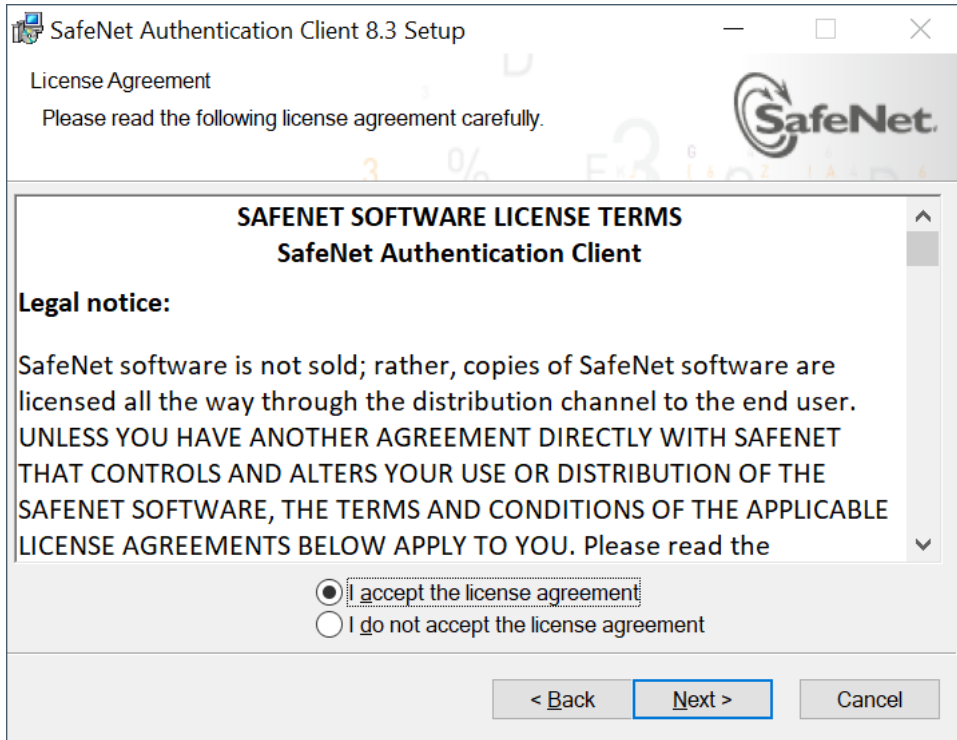 SafeNet Authentication Client 8.3 Setup
License Agreement
Please read the following license agreement carefully.
SafeNet.
SAFENET SOFTWARE LICENSE TERMS
SafeNet Authentication Client
Legal notice:
SafeNet software is not sold; rather, copies of SafeNet software are
licensed all the way through the distribution channel to the end user.
UNLESS YOU HAVE ANOTHER AGREEMENT DIRECTLY WITH SAFENET
THAT CONTROLS AND ALTERS YOUR USE OR DISTRIBUTION OF THE
SAFENET SOFTWARE, THE TERMS AND CONDITIONS OF THE APPLICABLE
LICENSE AGREEMENTS BELOW APPLY TO YOU. Please read the
I accept the license agreement
I do not accept the license agreement
< Back
Next >
Cancel